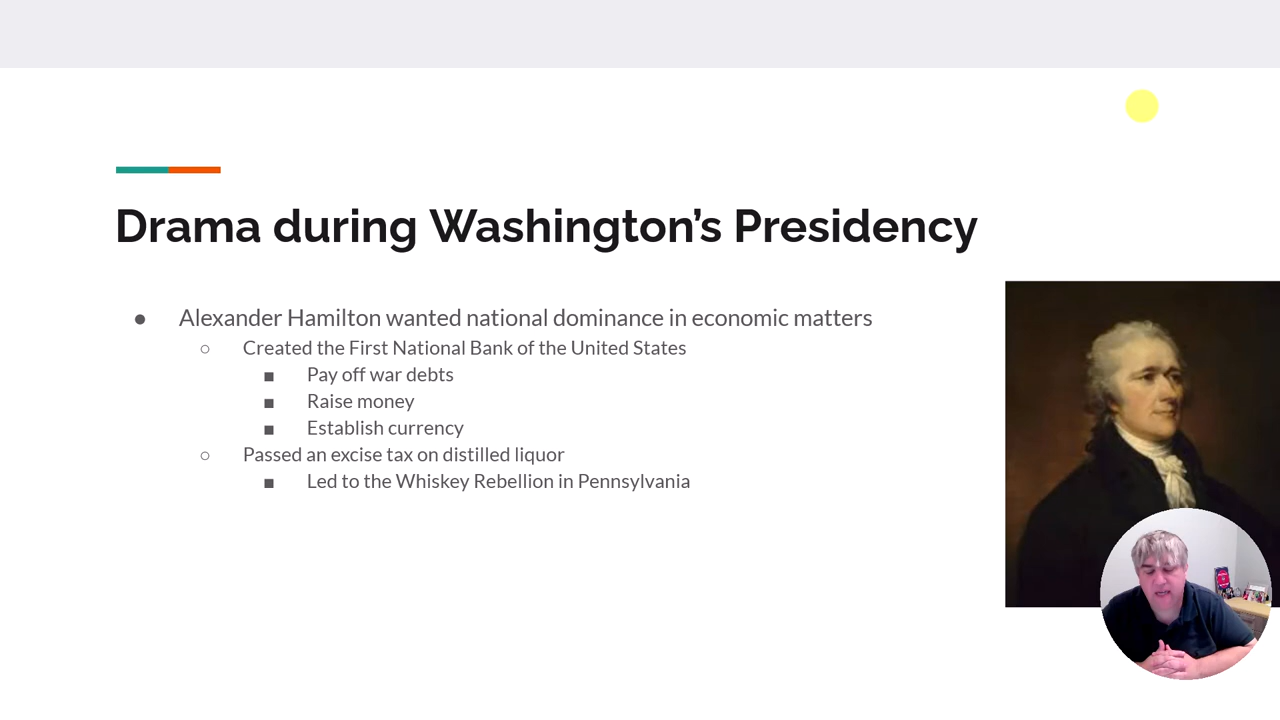 Drama during Washington’s Presidency
● Alexander Hamilton wanted national dominance in economic matters
○ Created the First National Bank of the United States
■ Pay off war debts
■ Raise money
■ Establish currency
○ Passed an excise tax on distilled liquor
■ Led to the Whiskey Rebellion in Pennsylvania